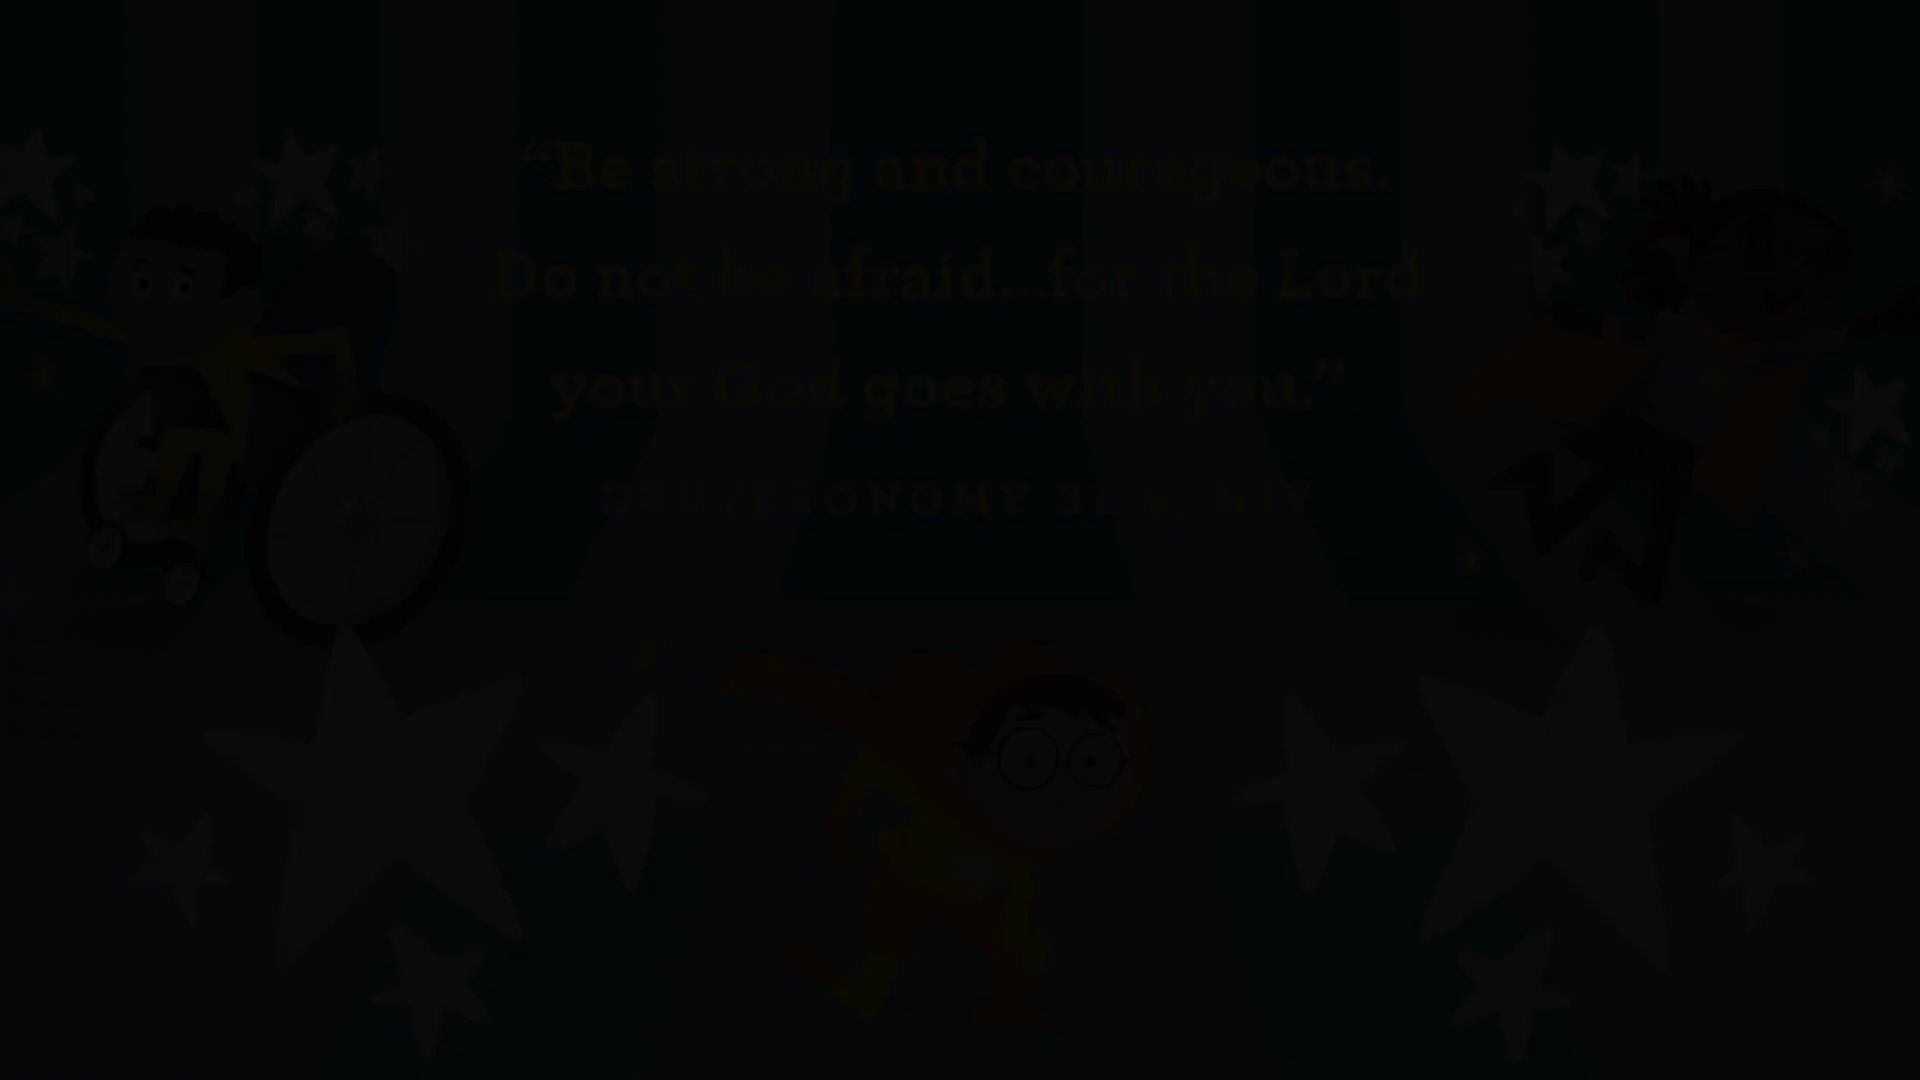 “Be strong and courageous.
Do not be afraid...for the Lord
your God goes with you.”
DEUTERONOMY 31:6, NIV